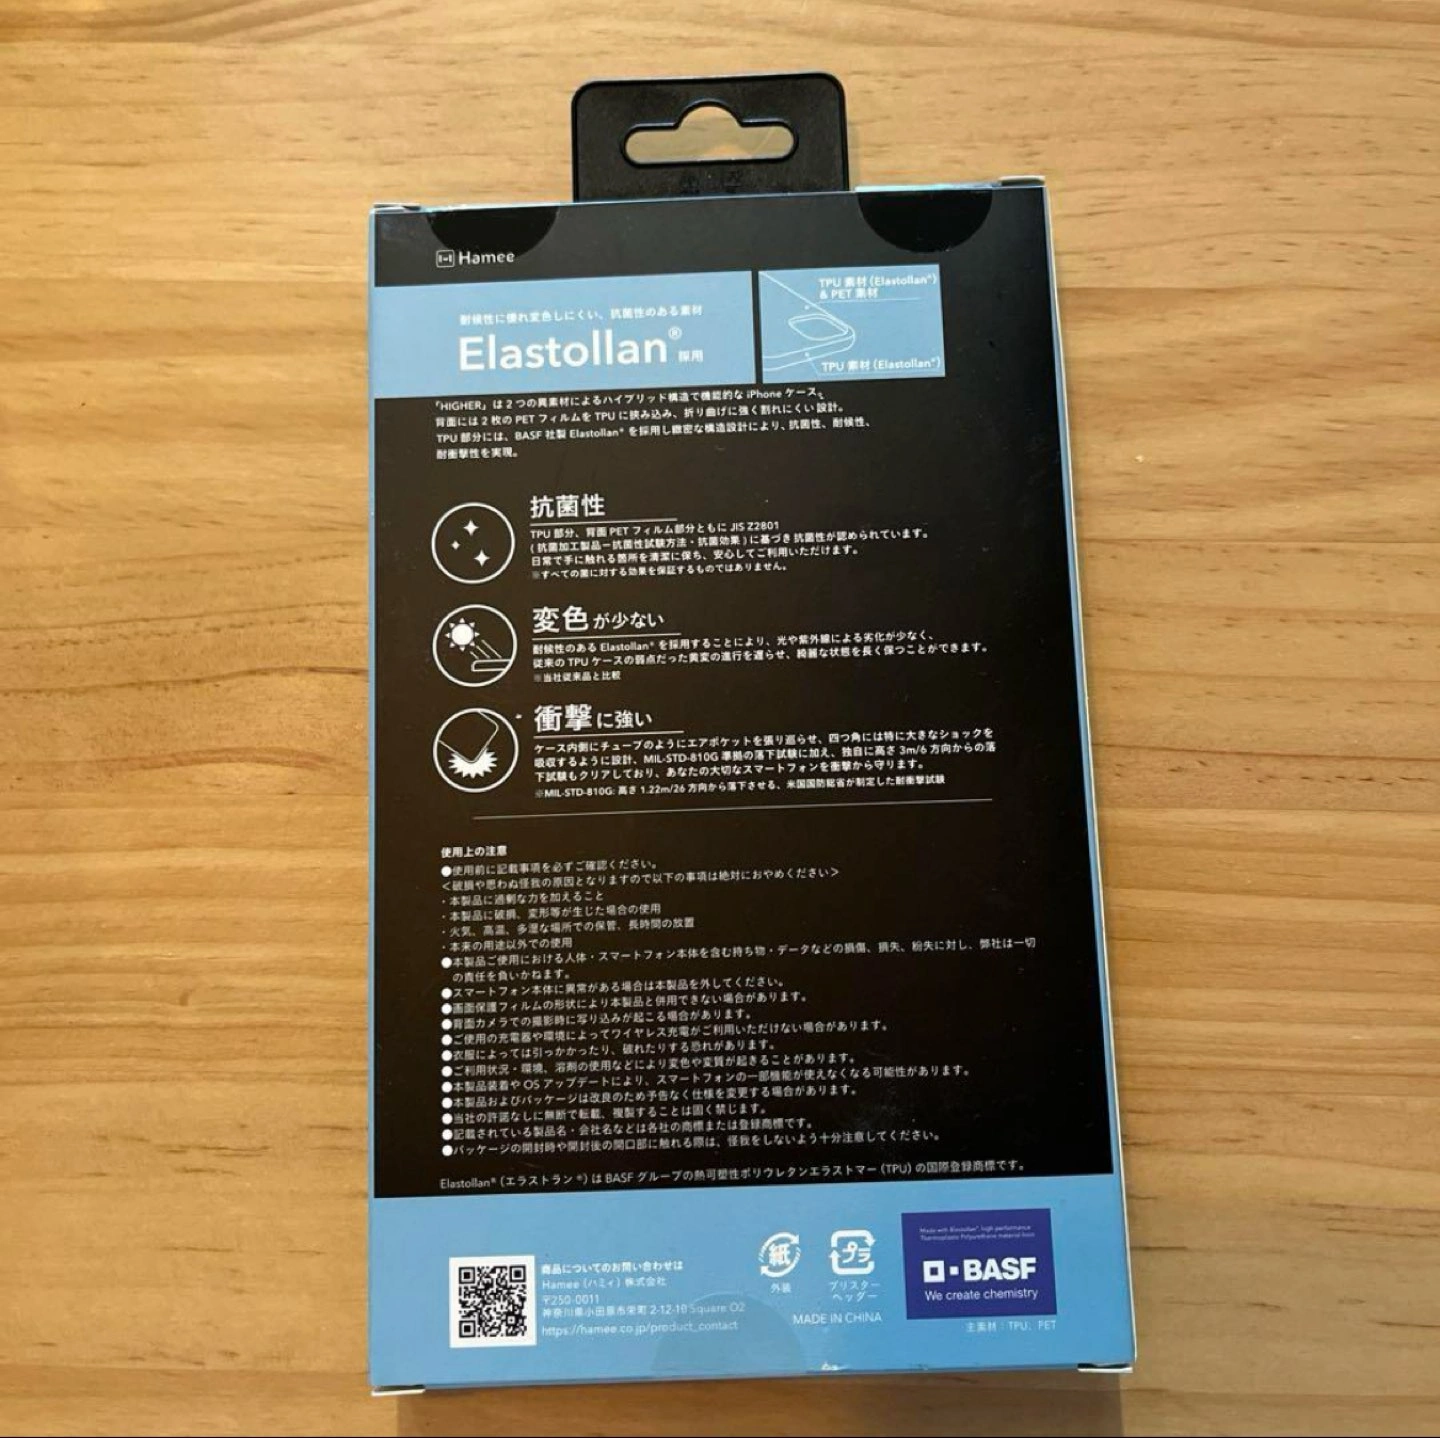 Hamee
耐候性に優れ変色しにくい、抗菌性のある素材
Elastollan® 採用
TPU 素材(Elastollan®)
& PET 素材
TPU 素材(Elastollan®)
「HIGHER」は 2 つの異素材によるハイブリッド構造で機能的な iPhone ケース。
背面には 2 枚の PET フィルムを TPU に挟み込み、折り曲げに強く割れにくい設計。
TPU 部分には、BASF 社製 Elastollan® を採用し緻密な構造設計により、抗菌性、耐候性、
耐衝撃性を実現。
抗菌性
TPU 部分、背面 PET フィルム部分ともに JIS Z2801
(抗菌加工製品ー抗菌性試験方法・抗菌効果)に基づき抗菌性が認められています。
日常で手に触れる箇所を清潔に保ち、安心してご利用いただけます。
※すべての菌に対する効果を保証するものではありません。
変色が少ない
耐候性のある Elastollan® を採用することにより、光や紫外線による劣化が少なく、
従来の TPU ケースの弱点だった黄変の進行を遅らせ、綺麗な状態を長く保つことができます。
※当社従来品と比較
衝撃に強い
ケース内側にチューブのようにエアポケットを張り巡らせ、四つ角には特に大きなショックを
吸収するように設計、MIL-STD-810G 準拠の落下試験に加え、独自に高さ 3m/6 方向からの落
下試験もクリアしており、あなたの大切なスマートフォンを衝撃から守ります。
※MIL-STD-810G: 高さ 1.22m/26 方向から落下させる、米国国防総省が制定した耐衝撃試験
使用上の注意
●使用前に記載事項を必ずご確認ください。
<破損や思わぬ怪我の原因となりますので以下の事項は絶対におやめください>
・本製品に過剰な力を加えること
・本製品に破損、変形等が生じた場合の使用
・火気、高温、多湿な場所での保管、長時間の放置
・本来の用途以外での使用
●本製品ご使用における人体・スマートフォン本体を含む持ち物・データなどの損傷、損失、紛失に対し、弊社は一切
の責任を負いかねます。
●スマートフォン本体に異常がある場合は本製品を外してください。
●画面保護フィルムの形状により本製品と併用できない場合があります。
●背面カメラでの撮影時に写り込みが起こる場合があります。
●ご使用の充電器や環境によってワイヤレス充電がご利用いただけない場合があります。
●衣服によっては引っかかったり、破れたりする恐れがあります。
●ご利用状況・環境、溶剤の使用などにより変色や変質が起きることがあります。
●本製品装着や OS アップデートにより、スマートフォンの一部機能が使えなくなる可能性があります。
●本製品およびパッケージは改良のため予告なく仕様を変更する場合があります。
●当社の許諾なしに無断で転載、複製することは固く禁じます。
●記載されている製品名・会社名などは各社の商標または登録商標です。
●パッケージの開封時や開封後の開口部に触れる際は、怪我をしないよう十分注意してください。
Elastollan®(エラストラン®)は BASF グループの熱可塑性ポリウレタンエラストマー(TPU)の国際登録商標です。
商品についてのお問い合わせは
Hamee(ハミィ)株式会社
〒250-0011
神奈川県小田原市栄町 2-12-10 Square O2
https://hamee.co.jp/product_contact
紙
外装
プラ
ブリスター
ヘッダー
MADE IN CHINA
Made with Elastollan®, high performance
Thermoplastic Polyurethane material from
BASF
We create chemistry
主素材:TPU、PET